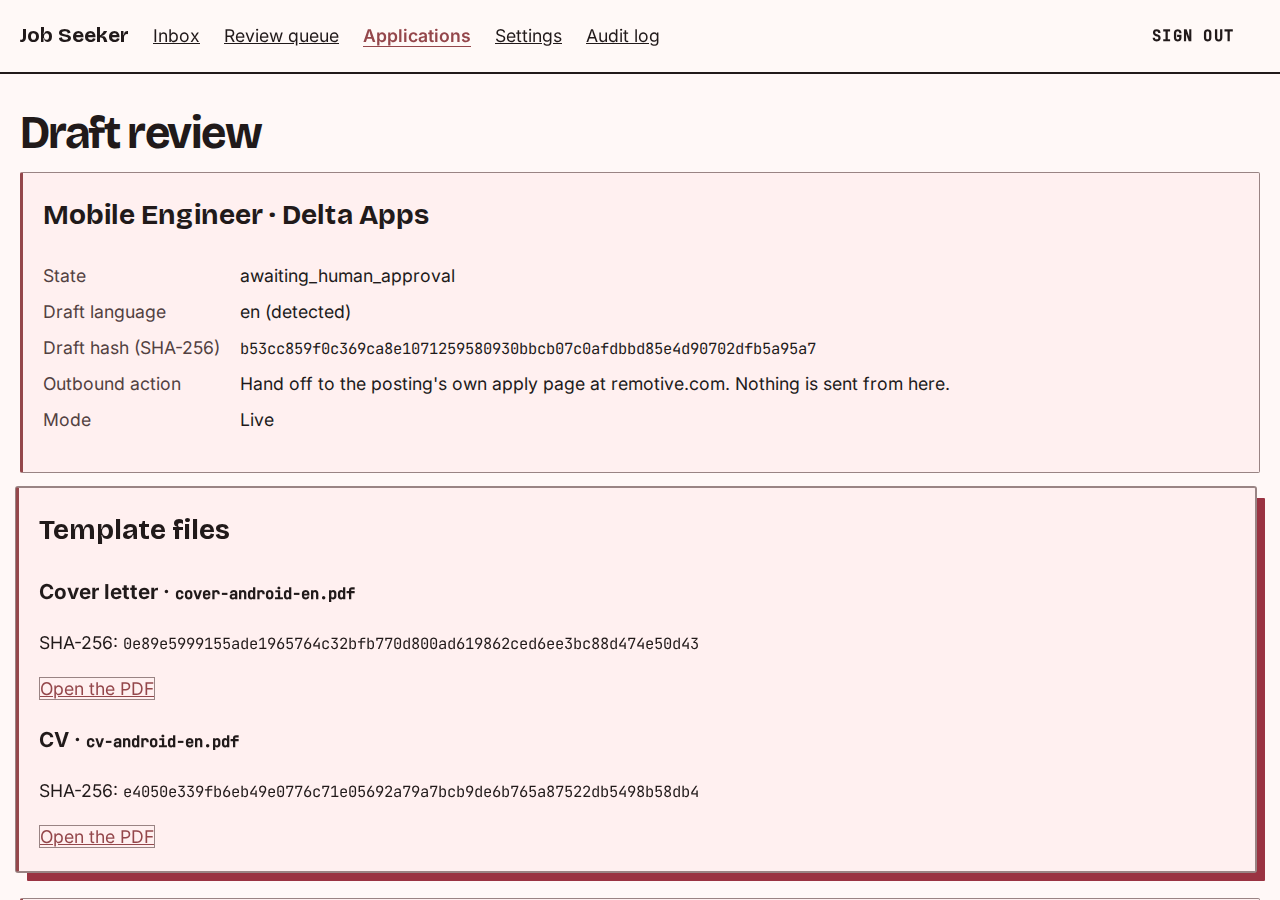 Job Seeker Inbox Review queue Applications Settings Audit log SIGN OUT
Draft review
Mobile Engineer · Delta Apps
State awaiting_human_approval
Draft language en (detected)
Draft hash (SHA-256) b53cc859f0c369ca8e1071259580930bbcb07c0afdbbd85e4d90702dfb5a95a7
Outbound action Hand off to the posting's own apply page at remotive.com. Nothing is sent from here.
Mode Live
Template files
Cover letter · cover-android-en.pdf
SHA-256: 0e89e5999155ade1965764c32bfb770d800ad619862ced6ee3bc88d474e50d43
Open the PDF
CV · cv-android-en.pdf
SHA-256: e4050e339fb6eb49e0776c71e05692a79a7bcb9de6b765a87522db5498b58db4
Open the PDF